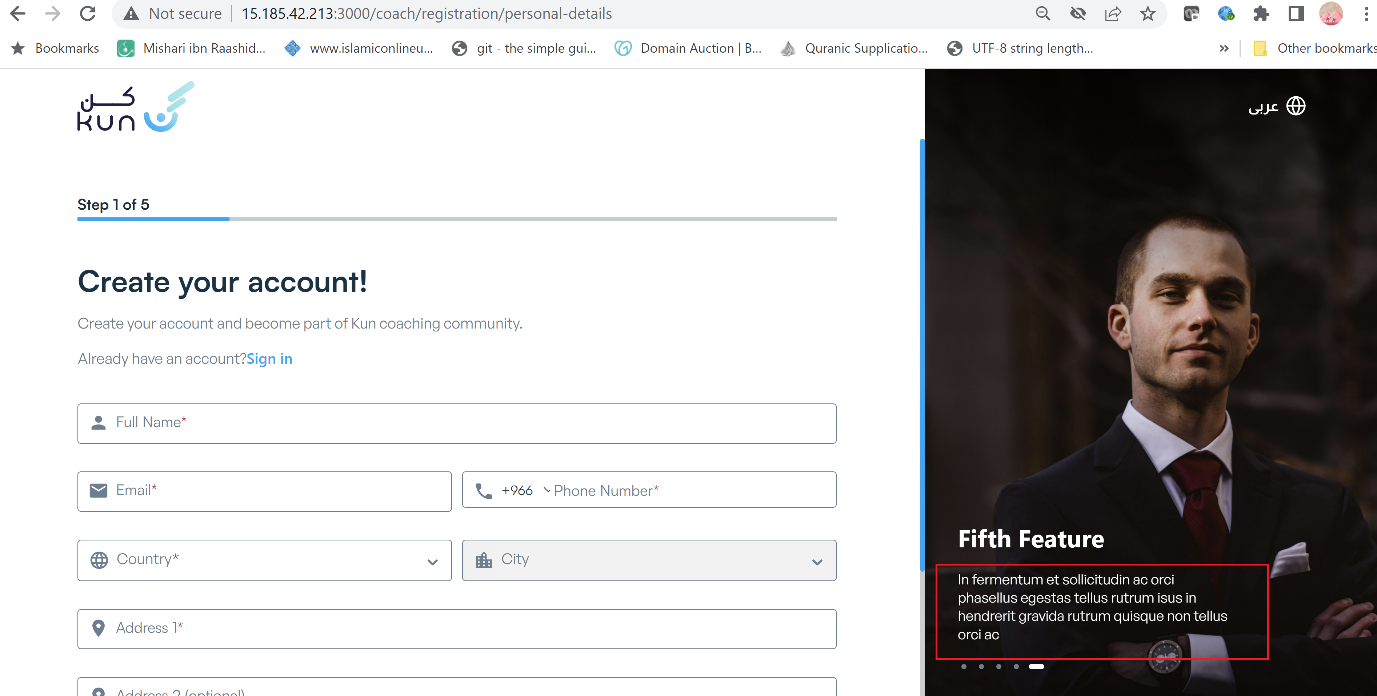 Not secure
15.185.42.213:3000/coach/registration/personal-details
Bookmarks
Mishari ibn Raashid...
www.islamiconlineu...
git - the simple gui...
Domain Auction | B...
Quranic Supplicatio...
UTF-8 string length...
»
Other bookmarks
كن
kun
عربى
Step 1 of 5
Create your account!
Create your account and become part of Kun coaching community.
Already have an account?Sign in
Full Name*
Email*
+966
Phone Number*
Country*
City
Address 1*
Address 2 (optional)
Fifth Feature
In fermentum et sollicitudin ac orci
phasellus egestas tellus rutrum isus in
hendrerit gravida rutrum quisque non tellus
orci ac